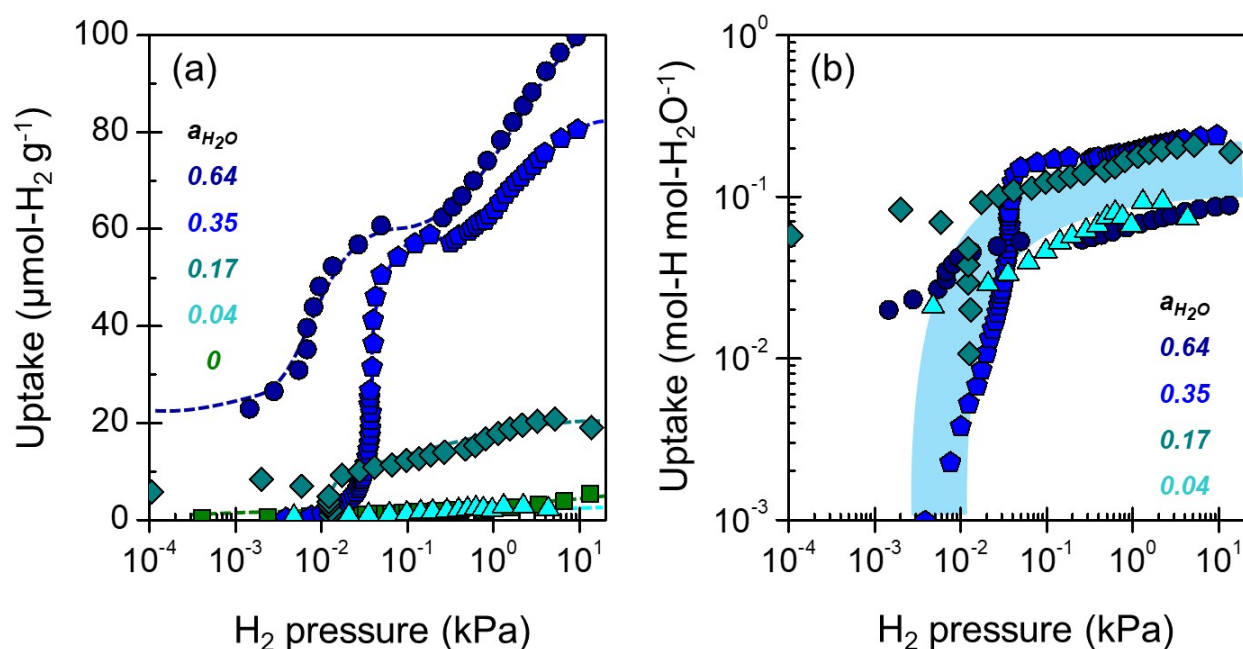 (a)
Uptake (µmol-H₂ g⁻¹)
100
80
60
40
20
0
a_H₂O
0.64
0.35
0.17
0.04
0
10⁻⁴ 10⁻³ 10⁻² 10⁻¹ 10⁰ 10¹
H₂ pressure (kPa)
(b)
Uptake (mol-H mol-H₂O⁻¹)
10⁰
10⁻¹
10⁻²
10⁻³
a_H₂O
0.64
0.35
0.17
0.04
10⁻⁴ 10⁻³ 10⁻² 10⁻¹ 10⁰ 10¹
H₂ pressure (kPa)